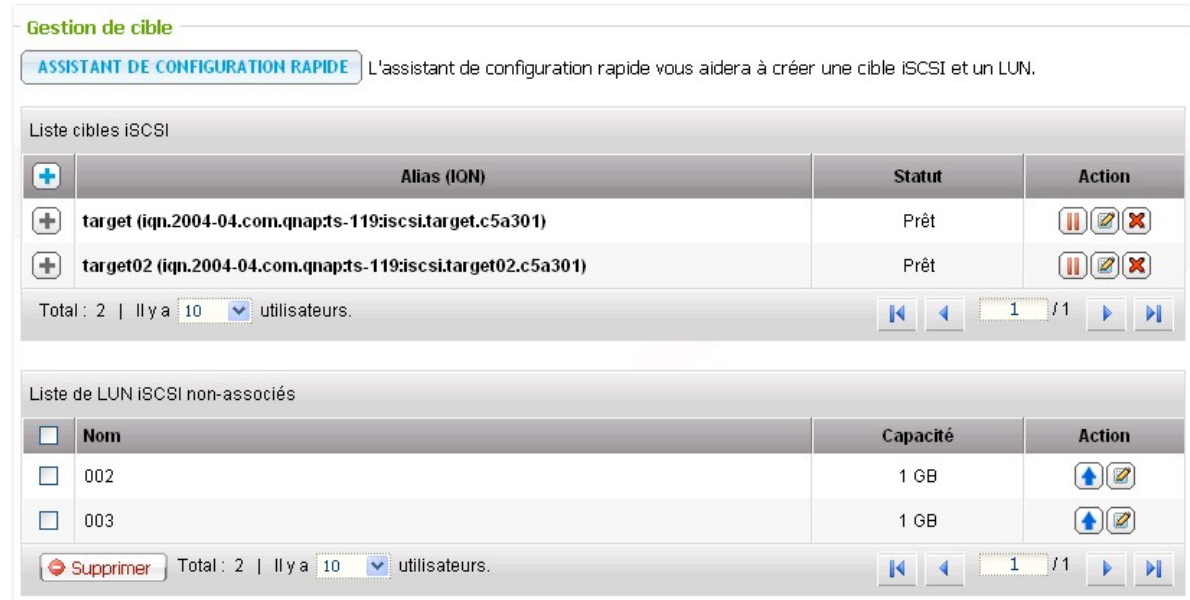 Gestion de cible
ASSISTANT DE CONFIGURATION RAPIDE L'assistant de configuration rapide vous aidera à créer une cible iSCSI et un LUN.
Liste cibles iSCSI
Alias (IQN) Statut Action
target (iqn.2004-04.com.qnap:ts-119:iscsi.target.c5a301) Prêt
target02 (iqn.2004-04.com.qnap:ts-119:iscsi.target02.c5a301) Prêt
Total : 2 | Il y a 10 utilisateurs. 1 / 1
Liste de LUN iSCSI non-associés
Nom Capacité Action
002 1 GB
003 1 GB
Supprimer Total : 2 | Il y a 10 utilisateurs. 1 / 1